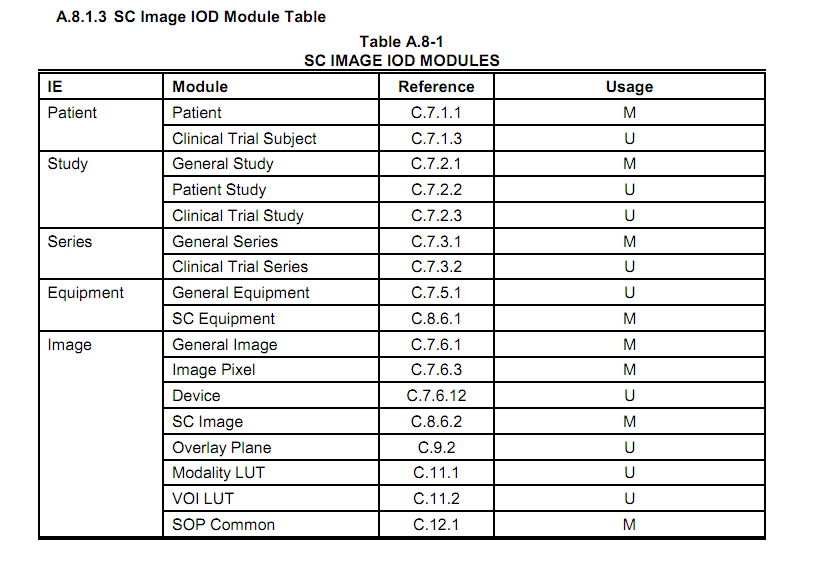 A.8.1.3 SC Image IOD Module Table
Table A.8-1
SC IMAGE IOD MODULES
IE Module Reference Usage
Patient Patient C.7.1.1 M
Clinical Trial Subject C.7.1.3 U
Study General Study C.7.2.1 M
Patient Study C.7.2.2 U
Clinical Trial Study C.7.2.3 U
Series General Series C.7.3.1 M
Clinical Trial Series C.7.3.2 U
Equipment General Equipment C.7.5.1 U
SC Equipment C.8.6.1 M
Image General Image C.7.6.1 M
Image Pixel C.7.6.3 M
Device C.7.6.12 U
SC Image C.8.6.2 M
Overlay Plane C.9.2 U
Modality LUT C.11.1 U
VOI LUT C.11.2 U
SOP Common C.12.1 M